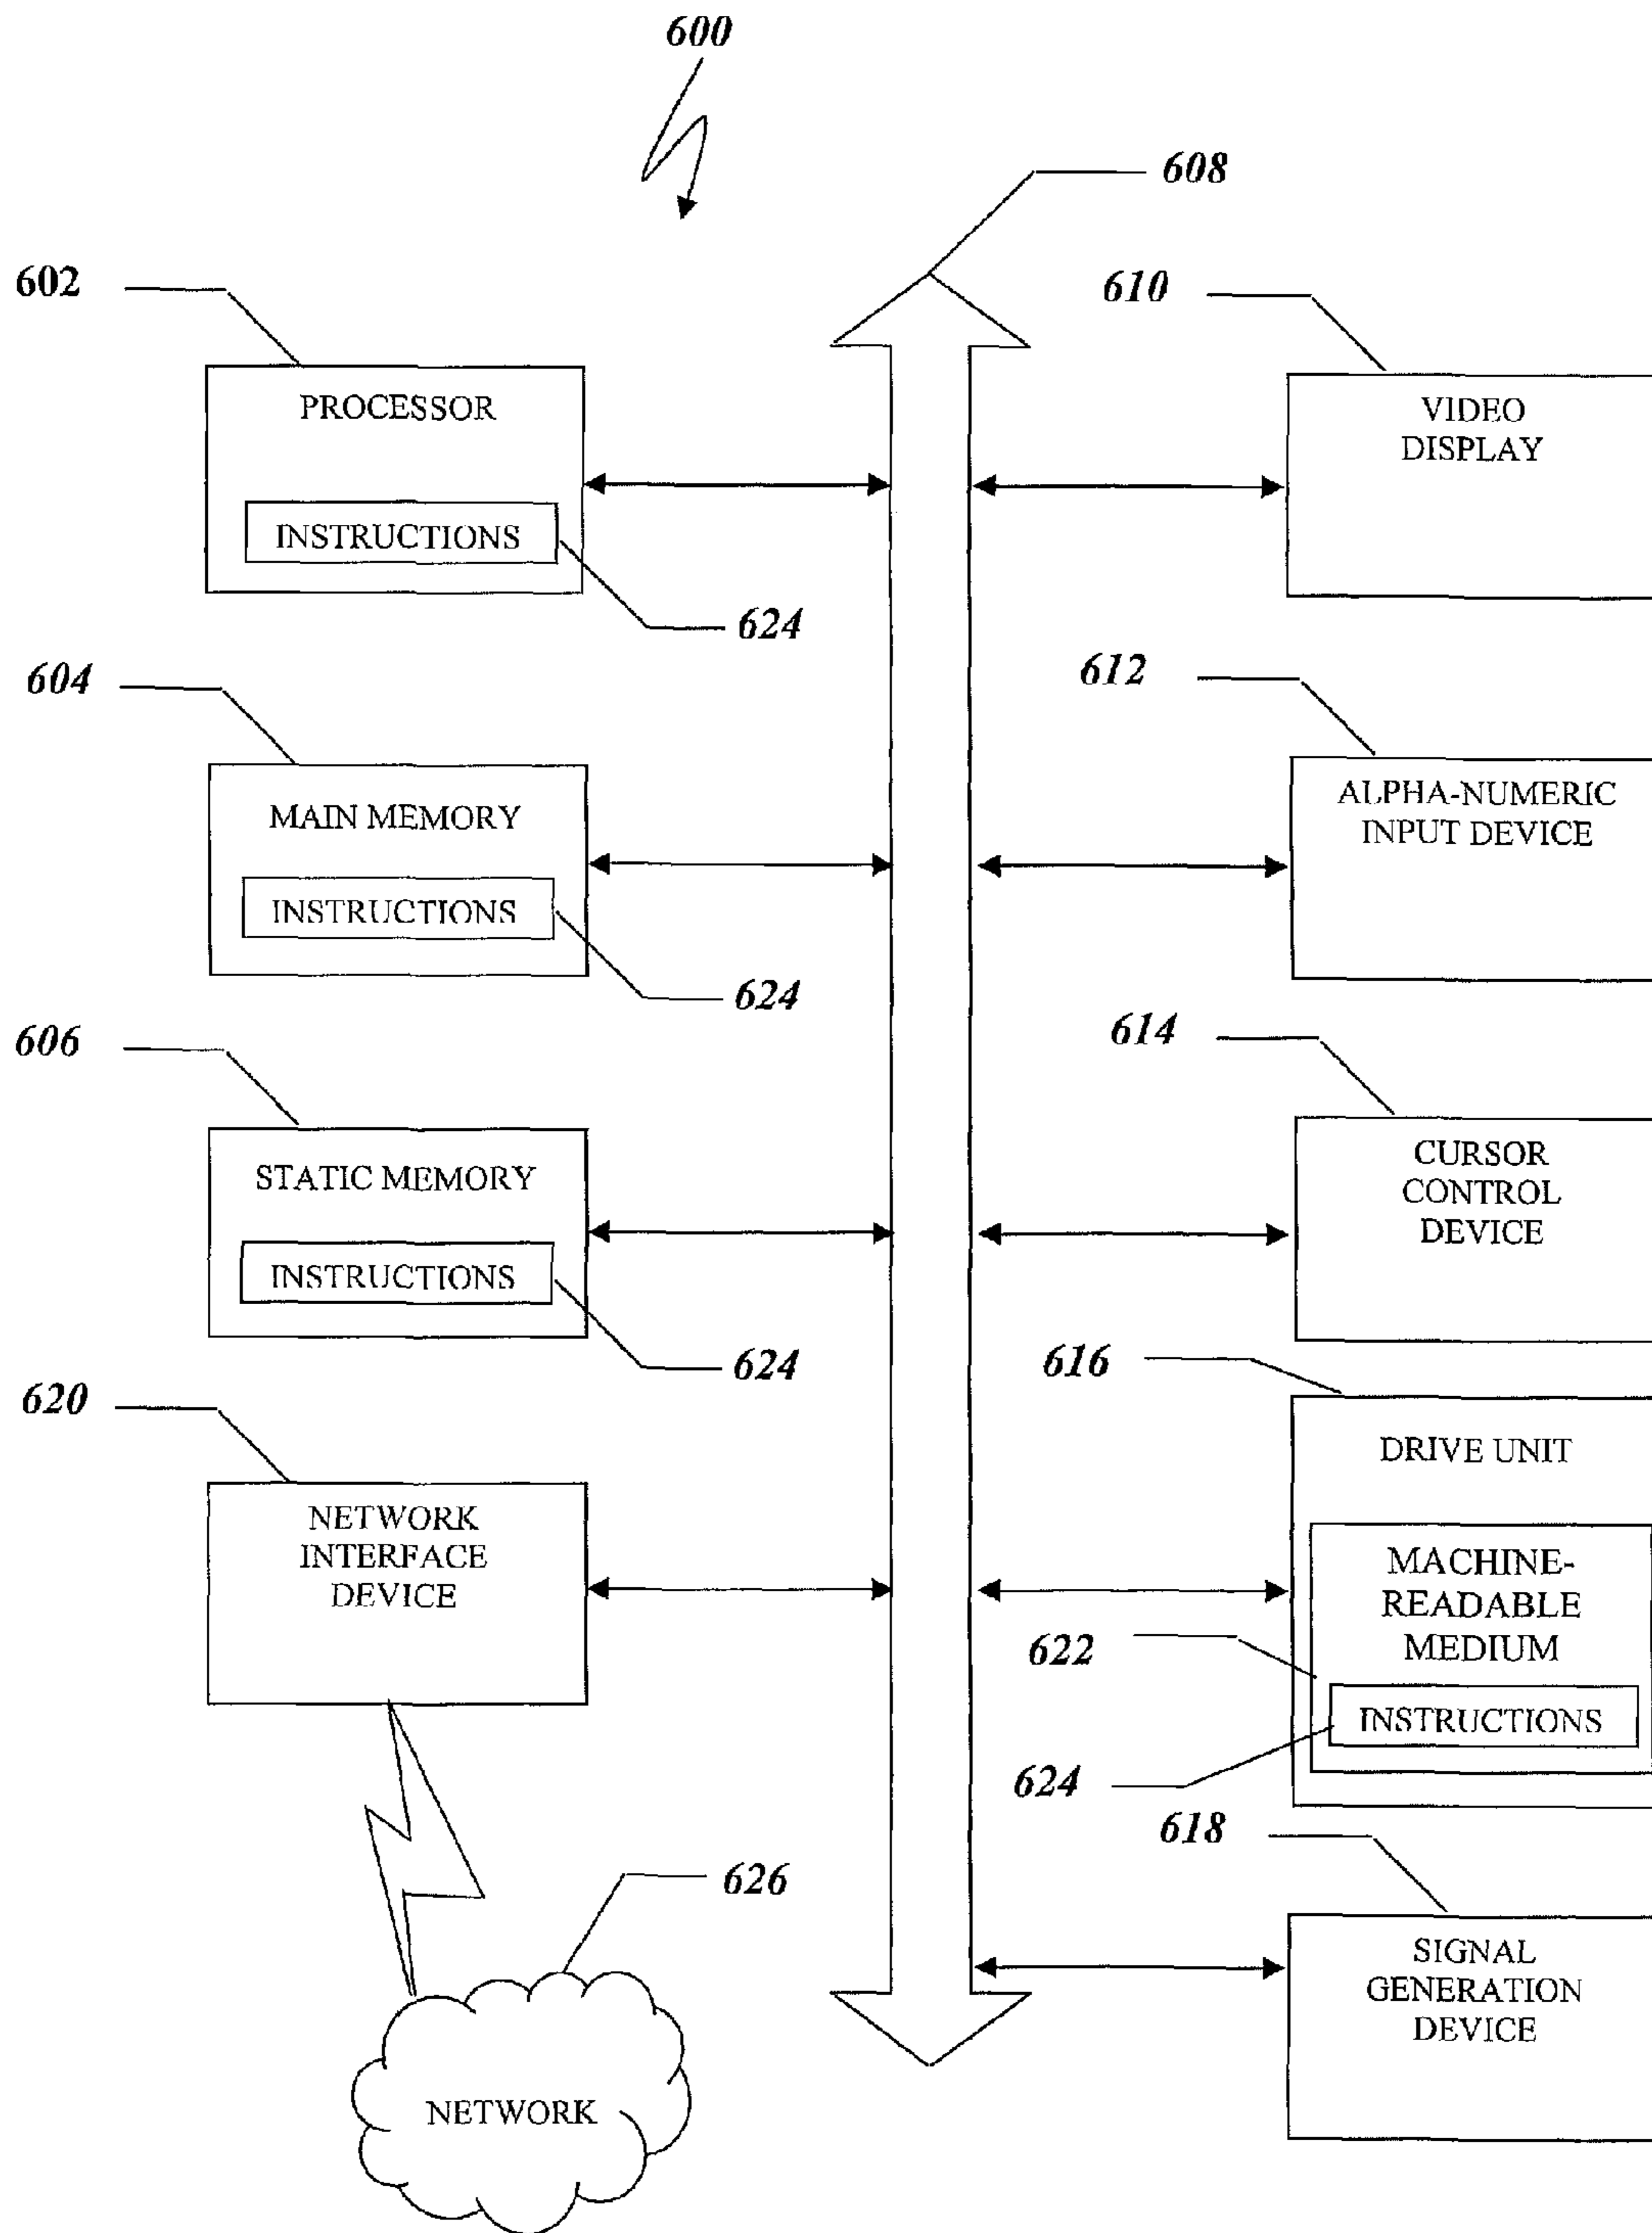 600
608
602
610
PROCESSOR
INSTRUCTIONS
624
VIDEO
DISPLAY
604
612
MAIN MEMORY
INSTRUCTIONS
624
ALPHA-NUMERIC
INPUT DEVICE
606
614
STATIC MEMORY
INSTRUCTIONS
624
CURSOR
CONTROL
DEVICE
620
616
NETWORK
INTERFACE
DEVICE
DRIVE UNIT
MACHINE-
READABLE
MEDIUM
622
INSTRUCTIONS
624
618
626
SIGNAL
GENERATION
DEVICE
NETWORK